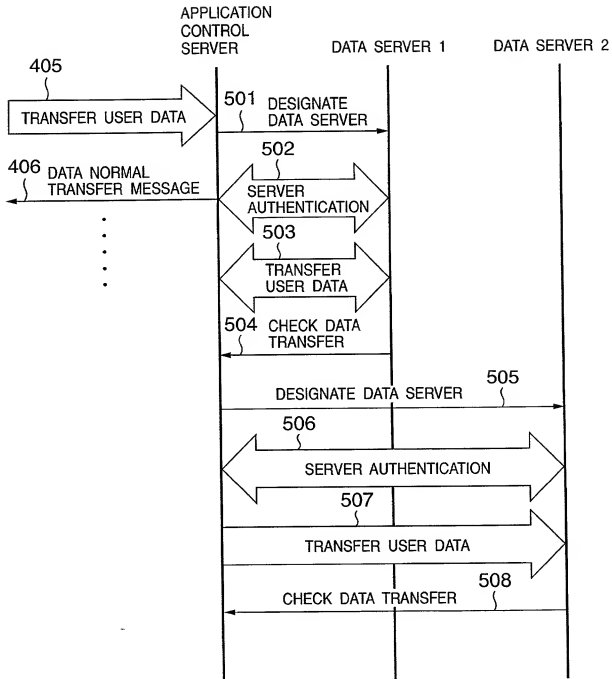 APPLICATION
CONTROL
SERVER
DATA SERVER 1
DATA SERVER 2
405
TRANSFER USER DATA
501
DESIGNATE
DATA SERVER
406
DATA NORMAL
TRANSFER MESSAGE
502
SERVER
AUTHENTICATION
503
TRANSFER
USER DATA
504
CHECK DATA
TRANSFER
DESIGNATE DATA SERVER
505
506
SERVER AUTHENTICATION
507
TRANSFER USER DATA
CHECK DATA TRANSFER
508